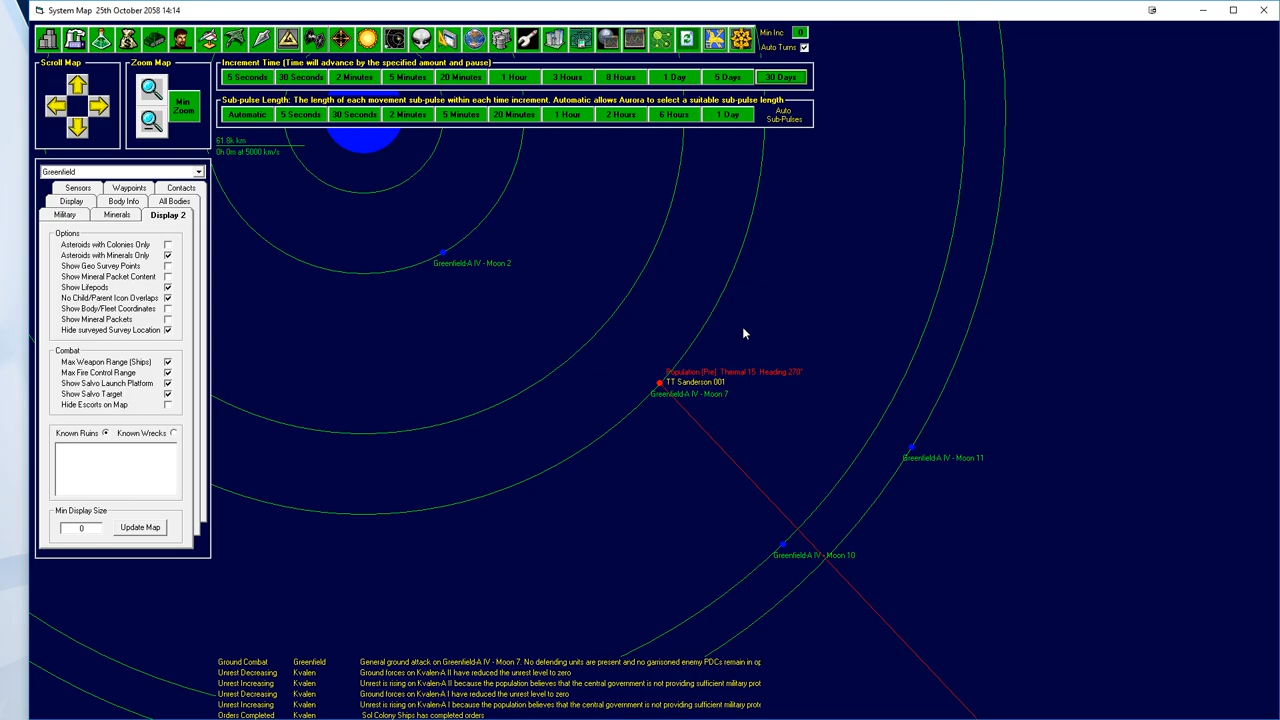 System Map 25th October 2058 14:14
Min Inc 0
Auto Turns
Scroll Map
Zoom Map
Min Zoom
Increment Time (Time will advance by the specified amount and pause)
5 Seconds 30 Seconds 2 Minutes 5 Minutes 20 Minutes 1 Hour 3 Hours 8 Hours 1 Day 5 Days 30 Days
Sub-pulse Length: The length of each movement sub-pulse within each time increment. Automatic allows Aurora to select a suitable sub-pulse length
Automatic 5 Seconds 30 Seconds 2 Minutes 5 Minutes 20 Minutes 1 Hour 2 Hours 6 Hours 1 Day Auto Sub-Pulses
61.8k km
0h 0m at 5000 km/s
Greenfield
Sensors Waypoints Contacts
Display Body Info All Bodies
Military Minerals Display 2
Options
Asteroids with Colonies Only
Asteroids with Minerals Only
Show Geo Survey Points
Show Mineral Packet Content
Show Lifepods
No Child/Parent Icon Overlaps
Show Body/Fleet Coordinates
Show Mineral Packets
Hide surveyed Survey Location
Combat
Max Weapon Range (Ships)
Max Fire Control Range
Show Salvo Launch Platform
Show Salvo Target
Hide Escorts on Map
Known Ruins Known Wrecks
Min Display Size
0 Update Map
Greenfield-A IV - Moon 2
Population [Pre] Thermal 15 Heading 270°
TT Sanderson 001
Greenfield-A IV - Moon 7
Greenfield-A IV - Moon 11
Greenfield-A IV - Moon 10
Ground Combat Greenfield General ground attack on Greenfield-A IV - Moon 7. No defending units are present and no garrisoned enemy PDCs remain in op
Unrest Decreasing Kvalen Ground forces on Kvalen-A II have reduced the unrest level to zero
Unrest Increasing Kvalen Unrest is rising on Kvalen-A II because the population believes that the central government is not providing sufficient military prot
Unrest Decreasing Kvalen Ground forces on Kvalen-A I have reduced the unrest level to zero
Unrest Increasing Kvalen Unrest is rising on Kvalen-A I because the population believes that the central government is not providing sufficient military prot
Orders Completed Kvalen Sol Colony Ships has completed orders